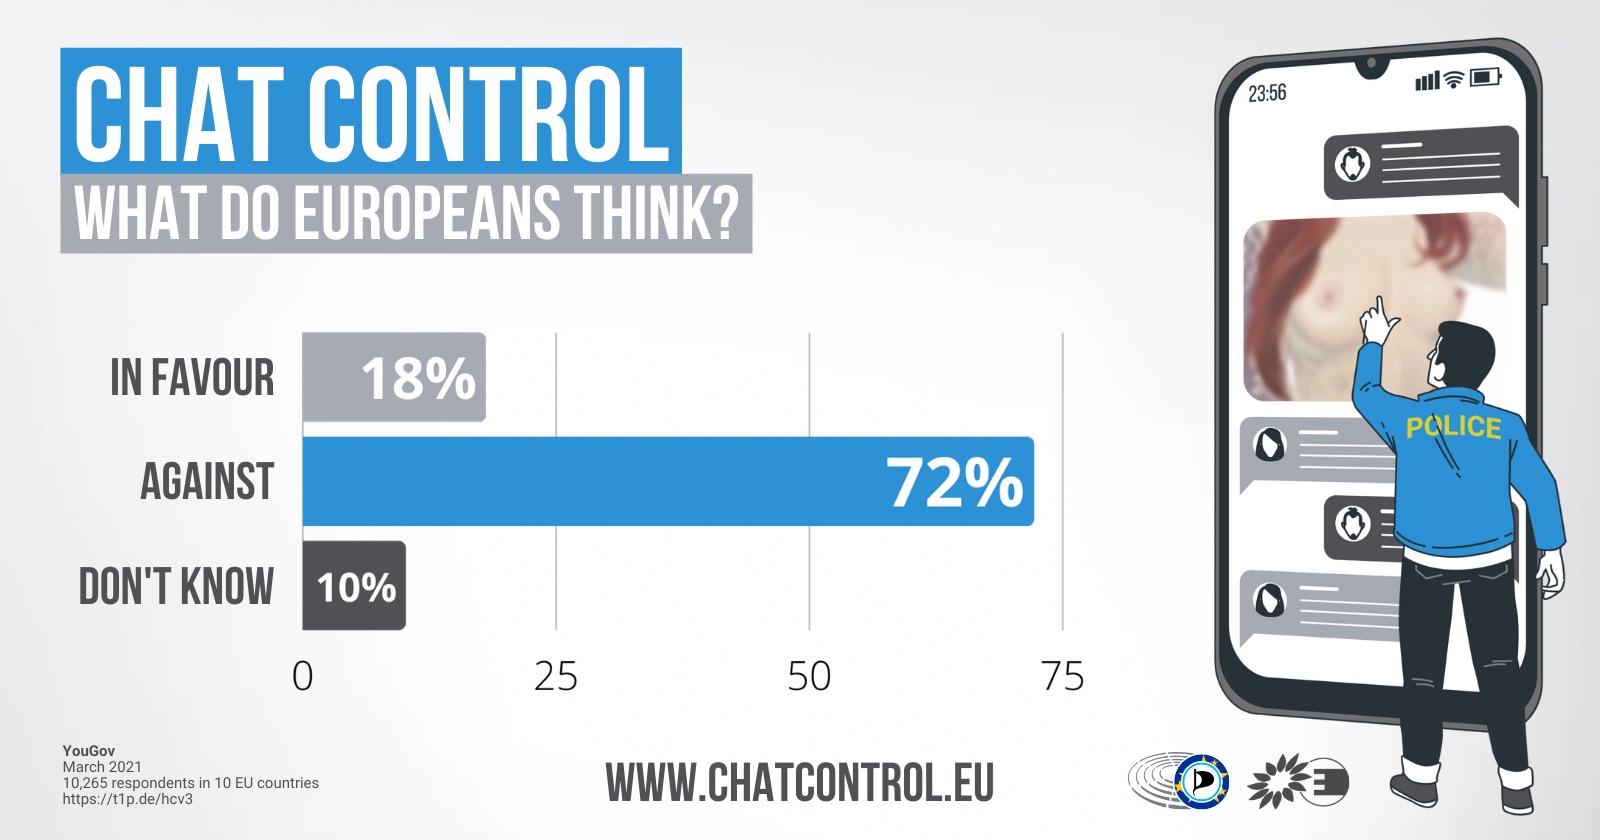 CHAT CONTROL
WHAT DO EUROPEANS THINK?
23:56
IN FAVOUR
18%
AGAINST
72%
DON'T KNOW
10%
0 25 50 75
POLICE
YouGov
March 2021
10,265 respondents in 10 EU countries
https://t1p.de/hcv3
WWW.CHATCONTROL.EU